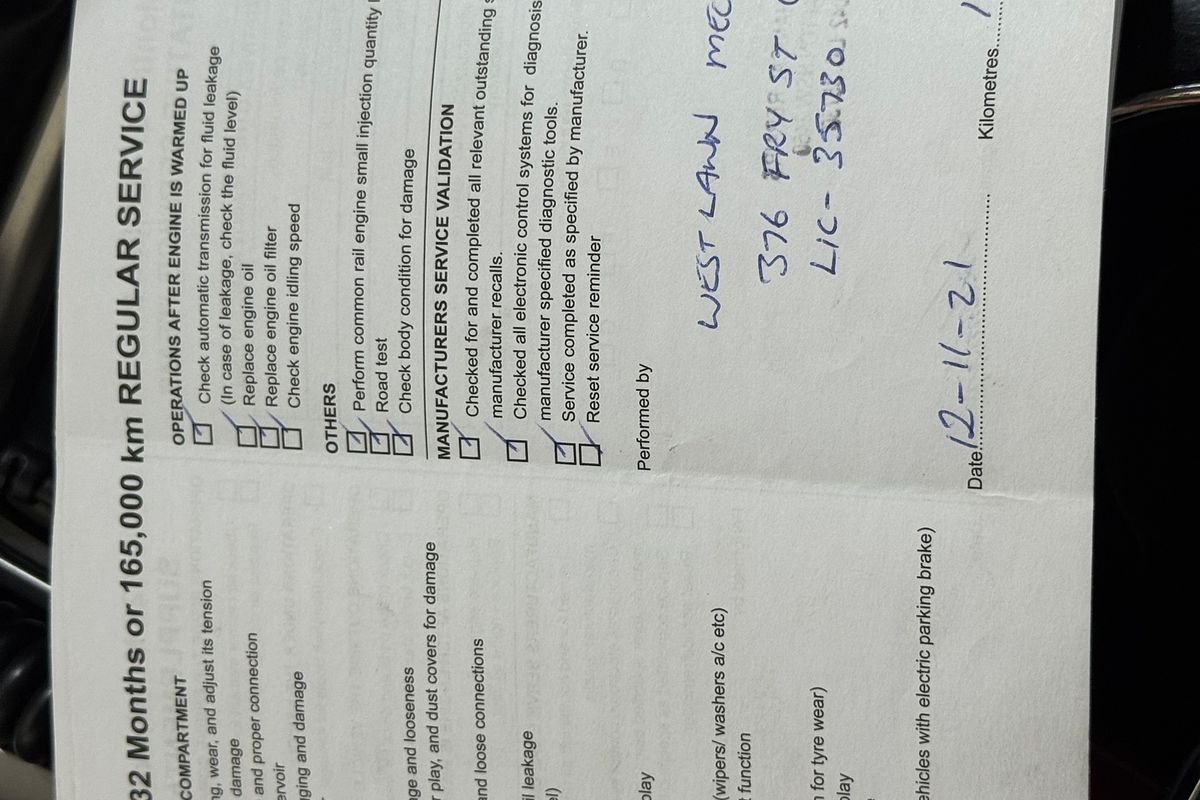 32 Months or 165,000 km REGULAR SERVICE
COMPARTMENT
ng, wear, and adjust its tension
damage
and proper connection
ervoir
ging and damage
ge and looseness
r play, and dust covers for damage
and loose connections
il leakage
el)
play
(wipers/ washers a/c etc)
t function
n for tyre wear)
play
ehicles with electric parking brake)
OPERATIONS AFTER ENGINE IS WARMED UP
Check automatic transmission for fluid leakage
(In case of leakage, check the fluid level)
Replace engine oil
Replace engine oil filter
Check engine idling speed
OTHERS
Perform common rail engine small injection quantity
Road test
Check body condition for damage
MANUFACTURERS SERVICE VALIDATION
Checked for and completed all relevant outstanding s
manufacturer recalls.
Checked all electronic control systems for diagnosis
manufacturer specified diagnostic tools.
Service completed as specified by manufacturer.
Reset service reminder
Performed by
WEST LAWN MEC
376 FRY ST
LIC - 35730
Date. 12-11-21 Kilometres.